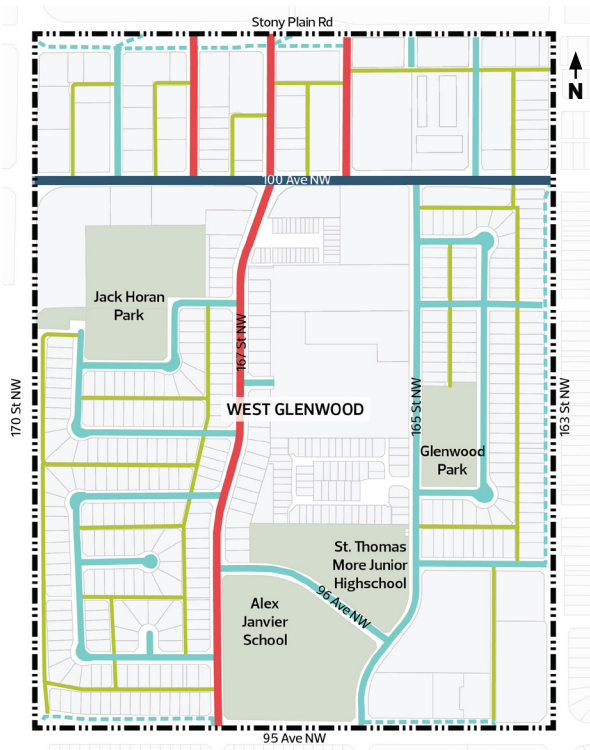 Stony Plain Rd
N
100 Ave NW
Jack Horan
Park
167 St NW
170 St NW
WEST GLENWOOD
165 St NW
163 St NW
Glenwood
Park
St. Thomas
More Junior
Highschool
96 Ave NW
Alex
Janvier
School
95 Ave NW